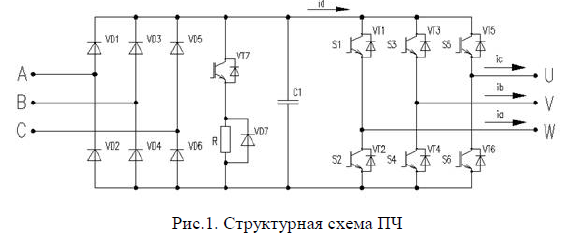 id
VD1 VD3 VD5 VT7 S1 VT1 S3 VT3 S5 VT5
A
ic
U
B
C1
ib
V
C
ia
W
VD2 VD4 VD6 R VD7 S2 VT2 S4 VT4 S6 VT6
Рис.1. Структурная схема ПЧ